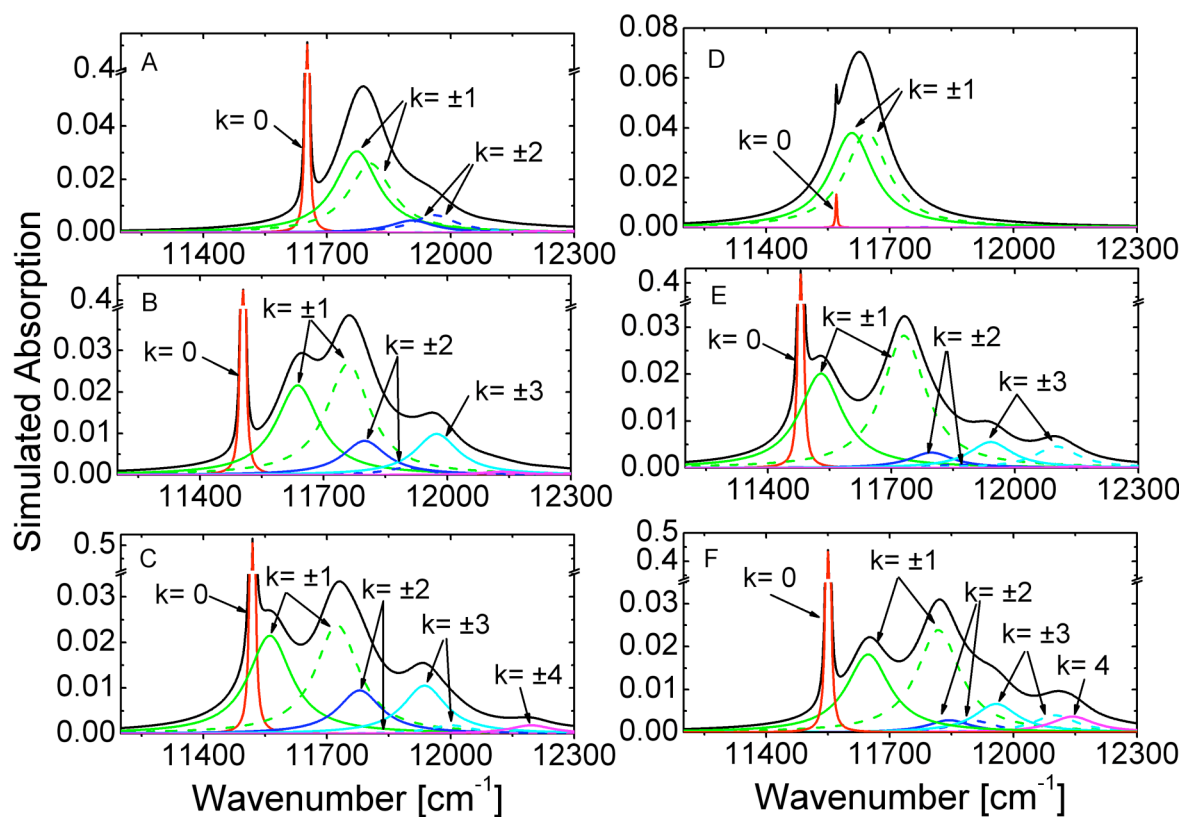 Simulated Absorption
A
0.4
0.04
0.02
0.00
k= 0
k= ±1
k= ±2
11400 11700 12000 12300
B
0.4
0.03
0.02
0.01
0.00
k= 0
k= ±1
k= ±2
k= ±3
11400 11700 12000 12300
C
0.5
0.4
0.03
0.02
0.01
0.00
k= 0
k= ±1
k= ±2
k= ±3
k= ±4
11400 11700 12000 12300
Wavenumber [cm⁻¹]
D
0.08
0.06
0.04
0.02
0.00
k= 0
k= ±1
11400 11700 12000 12300
E
0.4
0.03
0.02
0.01
0.00
k= 0
k= ±1
k= ±2
k= ±3
11400 11700 12000 12300
F
0.5
0.4
0.03
0.02
0.01
0.00
k= 0
k= ±1
k= ±2
k= ±3
k= 4
11400 11700 12000 12300
Wavenumber [cm⁻¹]